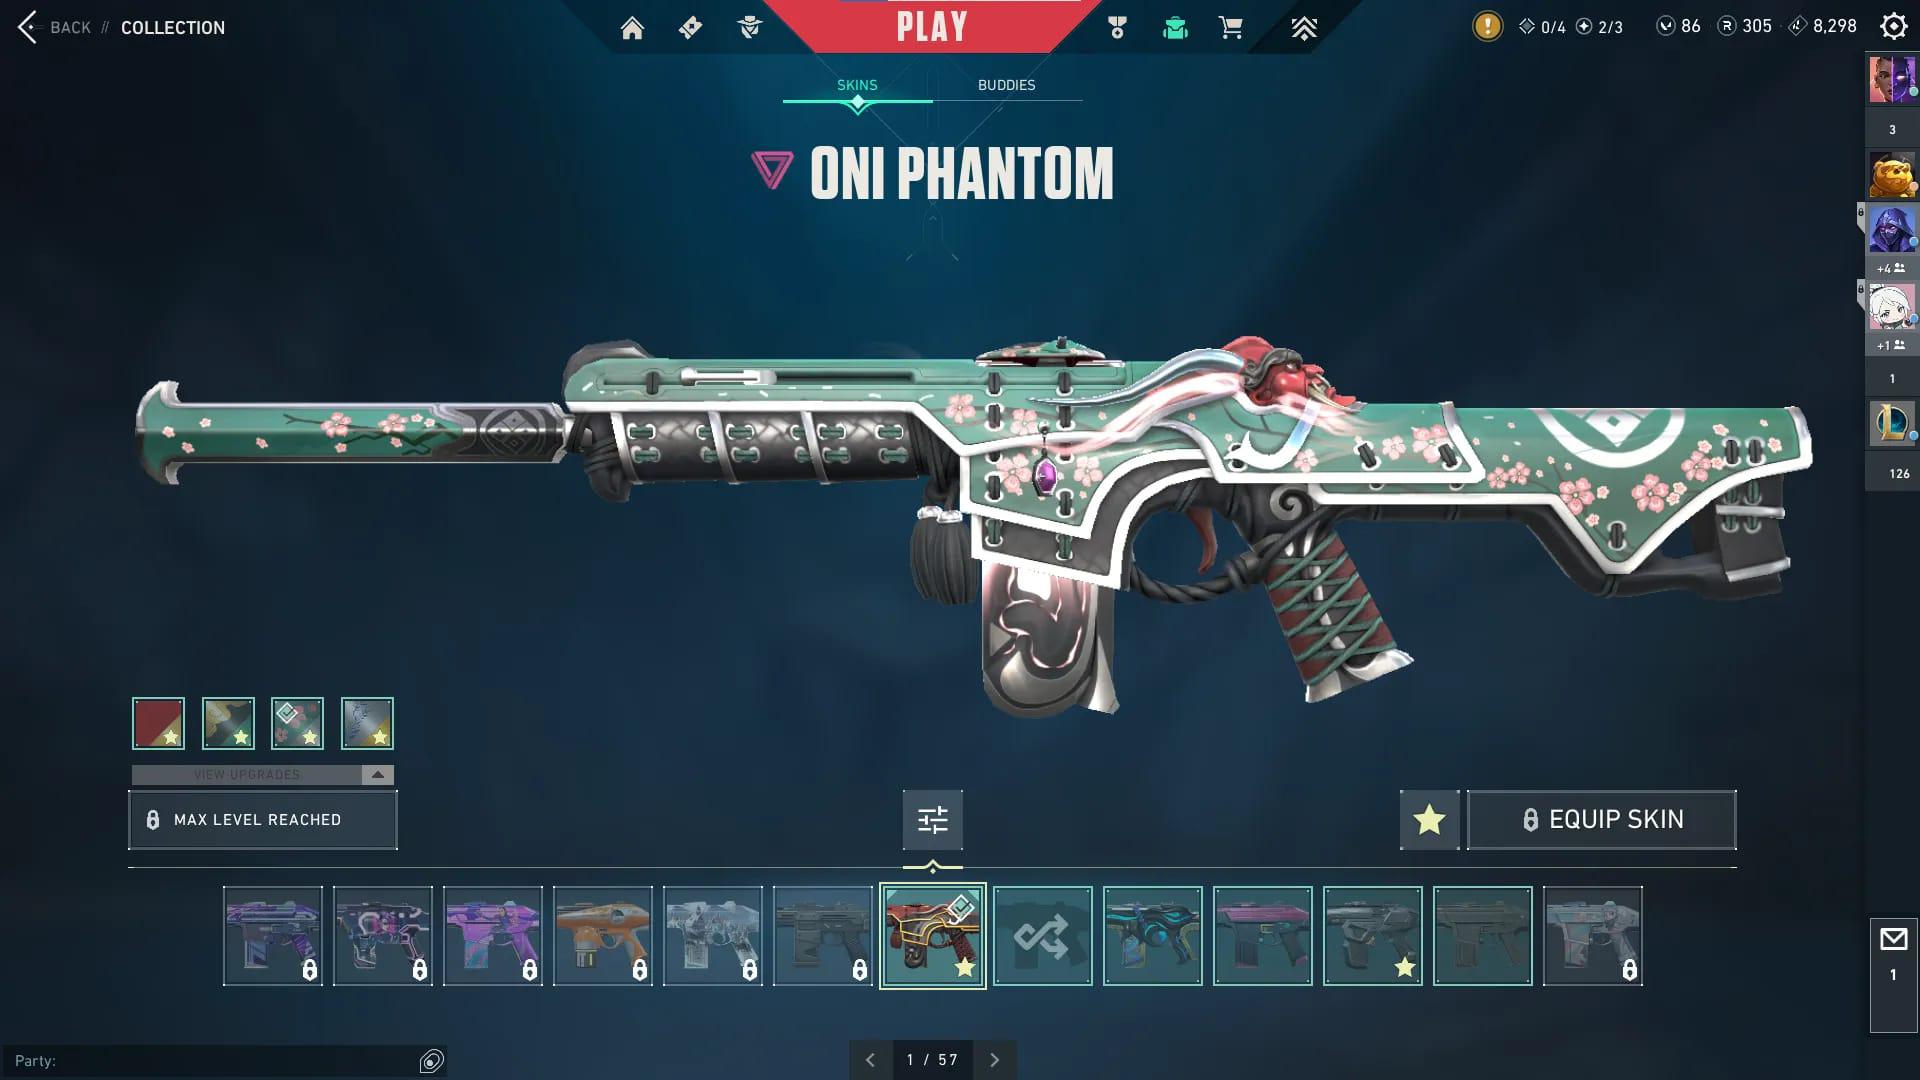 BACK // COLLECTION
PLAY
0/4 2/3 86 R 305 8,298
SKINS BUDDIES
ONI PHANTOM
3
+4
+1
1
L
126
VIEW UPGRADES
MAX LEVEL REACHED
EQUIP SKIN
1
Party:
1 / 57